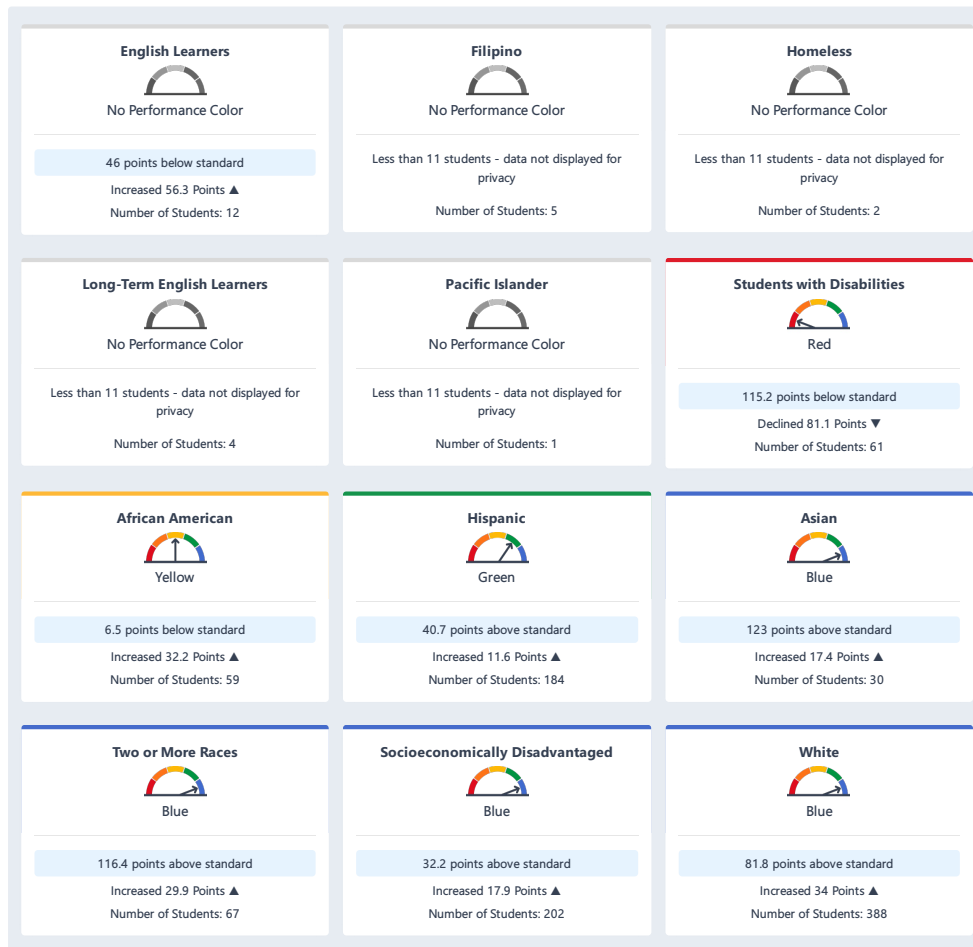 English Learners
No Performance Color
46 points below standard
Increased 56.3 Points ▲
Number of Students: 12
Filipino
No Performance Color
Less than 11 students - data not displayed for
privacy
Number of Students: 5
Homeless
No Performance Color
Less than 11 students - data not displayed for
privacy
Number of Students: 2
Long-Term English Learners
No Performance Color
Less than 11 students - data not displayed for
privacy
Number of Students: 4
Pacific Islander
No Performance Color
Less than 11 students - data not displayed for
privacy
Number of Students: 1
Students with Disabilities
Red
115.2 points below standard
Declined 81.1 Points ▼
Number of Students: 61
African American
Yellow
6.5 points below standard
Increased 32.2 Points ▲
Number of Students: 59
Hispanic
Green
40.7 points above standard
Increased 11.6 Points ▲
Number of Students: 184
Asian
Blue
123 points above standard
Increased 17.4 Points ▲
Number of Students: 30
Two or More Races
Blue
116.4 points above standard
Increased 29.9 Points ▲
Number of Students: 67
Socioeconomically Disadvantaged
Blue
32.2 points above standard
Increased 17.9 Points ▲
Number of Students: 202
White
Blue
81.8 points above standard
Increased 34 Points ▲
Number of Students: 388